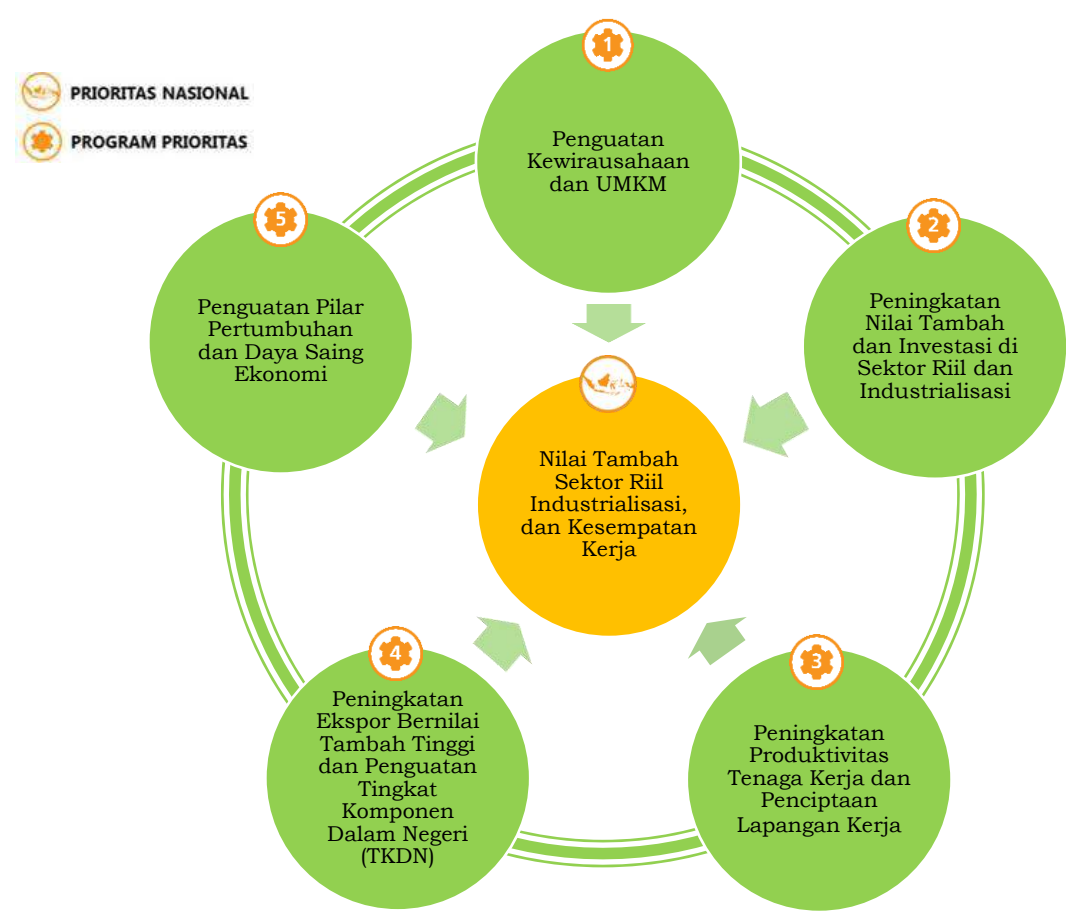 PRIORITAS NASIONAL
PROGRAM PRIORITAS
1
Penguatan
Kewirausahaan
dan UMKM
2
Peningkatan
Nilai Tambah
dan Investasi di
Sektor Riil dan
Industrialisasi
3
Peningkatan
Produktivitas
Tenaga Kerja dan
Penciptaan
Lapangan Kerja
4
Peningkatan
Ekspor Bernilai
Tambah Tinggi
dan Penguatan
Tingkat
Komponen
Dalam Negeri
(TKDN)
5
Penguatan Pilar
Pertumbuhan
dan Daya Saing
Ekonomi
Nilai Tambah
Sektor Riil
Industrialisasi,
dan Kesempatan
Kerja